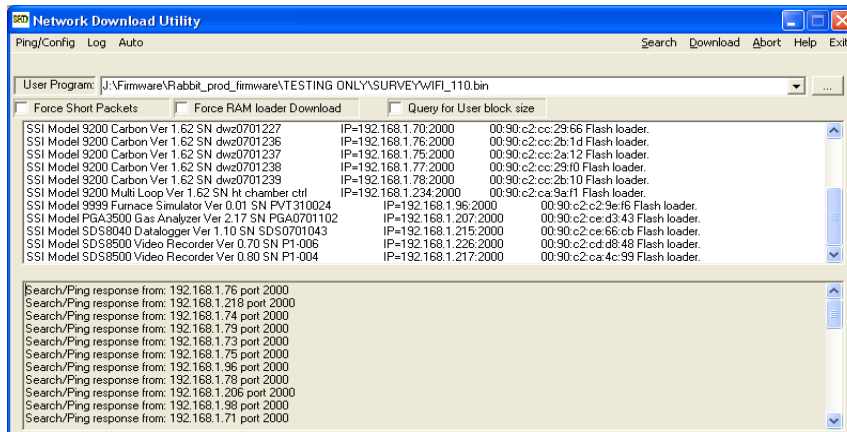 SRD Network Download Utility
Ping/Config Log Auto Search Download Abort Help Exit
User Program: J:\Firmware\Rabbit_prod_firmware\TESTING ONLY\SURVEYWIFI_110.bin ...
Force Short Packets Force RAM loader Download Query for User block size
SSI Model 9200 Carbon Ver 1.62 SN dwz0701227 IP=192.168.1.70:2000 00:90:c2:cc:29:66 Flash loader.
SSI Model 9200 Carbon Ver 1.62 SN dwz0701236 IP=192.168.1.76:2000 00:90:c2:cc:2b:1d Flash loader.
SSI Model 9200 Carbon Ver 1.62 SN dwz0701237 IP=192.168.1.75:2000 00:90:c2:cc:2a:12 Flash loader.
SSI Model 9200 Carbon Ver 1.62 SN dwz0701238 IP=192.168.1.77:2000 00:90:c2:cc:29:f0 Flash loader.
SSI Model 9200 Carbon Ver 1.62 SN dwz0701239 IP=192.168.1.78:2000 00:90:c2:cc:2b:10 Flash loader.
SSI Model 9200 Multi Loop Ver 1.62 SN ht chamber ctrl IP=192.168.1.234:2000 00:90:c2:ca:9a:f1 Flash loader.
SSI Model 9999 Furnace Simulator Ver 0.01 SN PVT310024 IP=192.168.1.96:2000 00:90:c2:c2:9e:f6 Flash loader.
SSI Model PGA3500 Gas Analyzer Ver 2.17 SN PGA0701102 IP=192.168.1.207:2000 00:90:c2:ce:d3:43 Flash loader.
SSI Model SDS8040 Datalogger Ver 1.10 SN SDS0701043 IP=192.168.1.215:2000 00:90:c2:ce:66:cb Flash loader.
SSI Model SDS8500 Video Recorder Ver 0.70 SN P1-006 IP=192.168.1.226:2000 00:90:c2:cd:d8:48 Flash loader.
SSI Model SDS8500 Video Recorder Ver 0.80 SN P1-004 IP=192.168.1.217:2000 00:90:c2:ca:4c:99 Flash loader.
Search/Ping response from: 192.168.1.76 port 2000
Search/Ping response from: 192.168.1.218 port 2000
Search/Ping response from: 192.168.1.74 port 2000
Search/Ping response from: 192.168.1.79 port 2000
Search/Ping response from: 192.168.1.73 port 2000
Search/Ping response from: 192.168.1.75 port 2000
Search/Ping response from: 192.168.1.96 port 2000
Search/Ping response from: 192.168.1.78 port 2000
Search/Ping response from: 192.168.1.206 port 2000
Search/Ping response from: 192.168.1.98 port 2000
Search/Ping response from: 192.168.1.71 port 2000